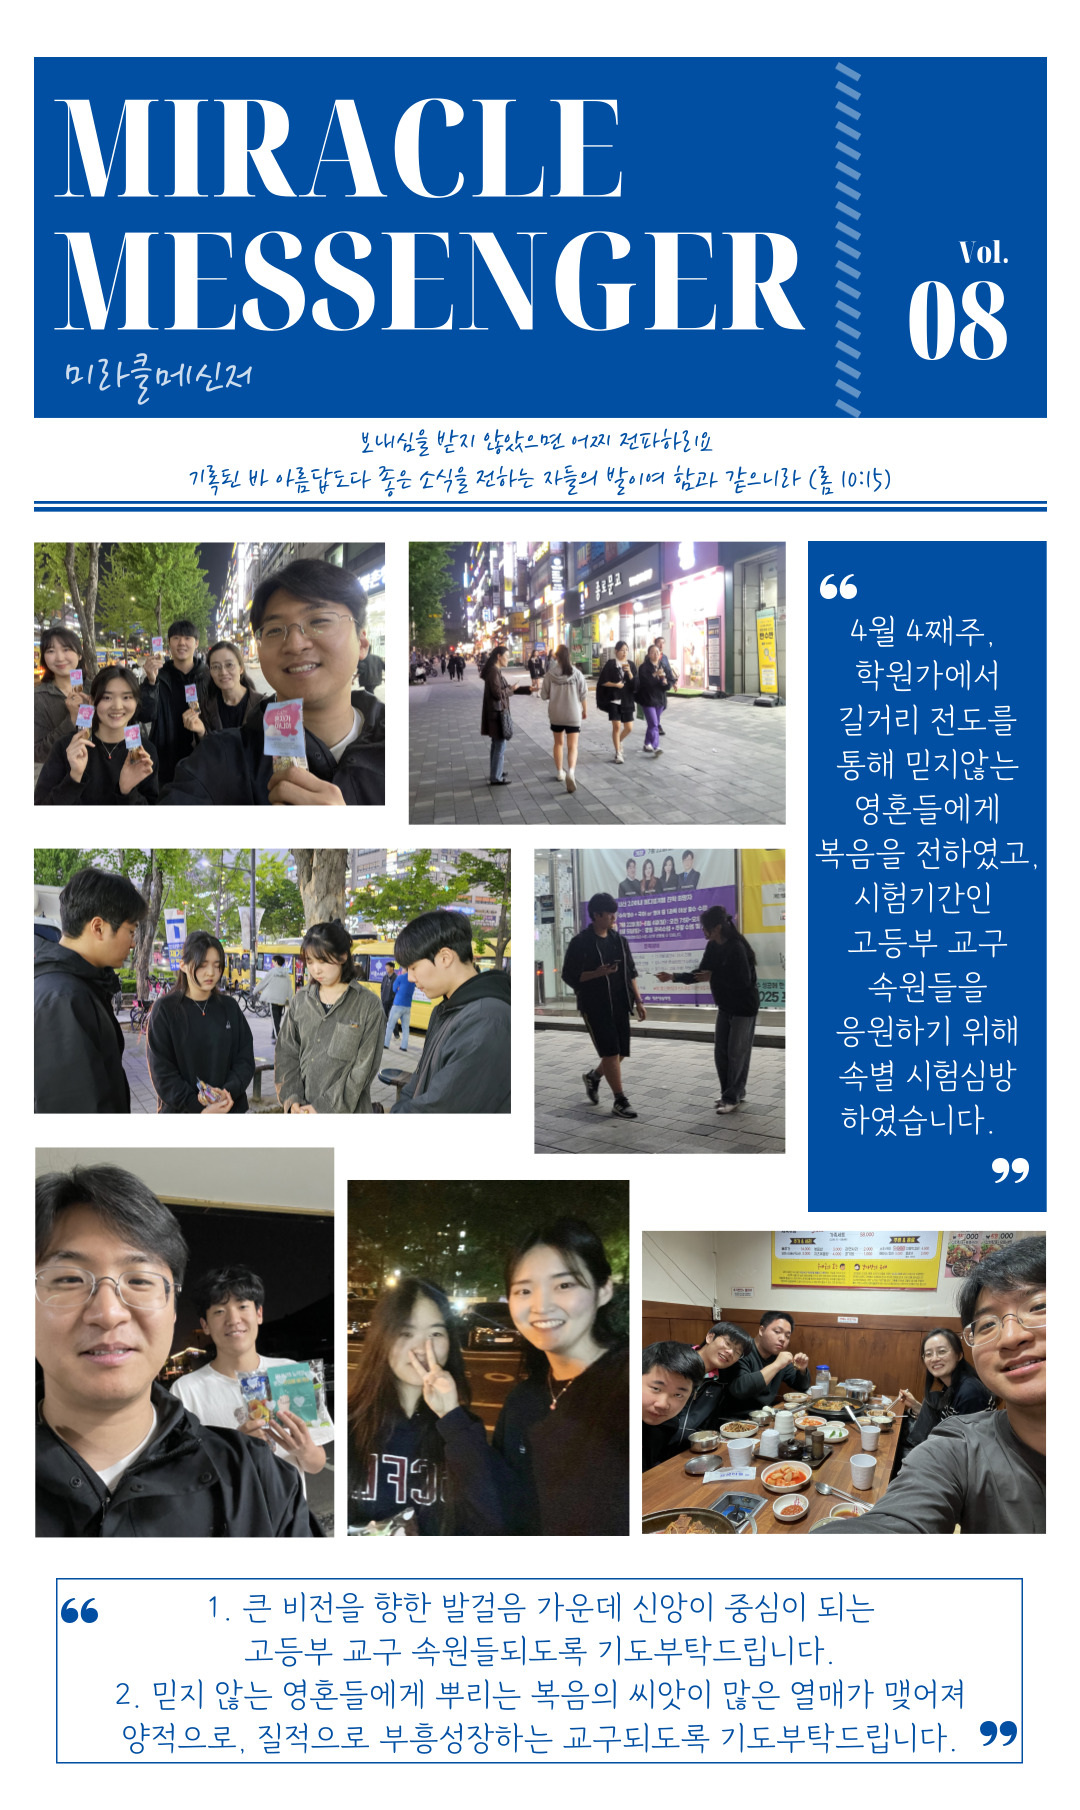 MIRACLE
MESSENGER
미라클메신저
Vol.
08
보내심을 받지 않았으면 어찌 전파하리요
기록된 바 아름답도다 좋은 소식을 전하는 자들의 발이여 함과 같으니라 (롬 10:15)
종로문고
“
4월 4째주,
학원가에서
길거리 전도를
통해 믿지않는
영혼들에게
복음을 전하였고,
시험기간인
고등부 교구
속원들을
응원하기 위해
속별 시험심방
하였습니다.
”
“
1. 큰 비전을 향한 발걸음 가운데 신앙이 중심이 되는
고등부 교구 속원들되도록 기도부탁드립니다.
2. 믿지 않는 영혼들에게 뿌리는 복음의 씨앗이 많은 열매가 맺어져
양적으로, 질적으로 부흥성장하는 교구되도록 기도부탁드립니다.
”